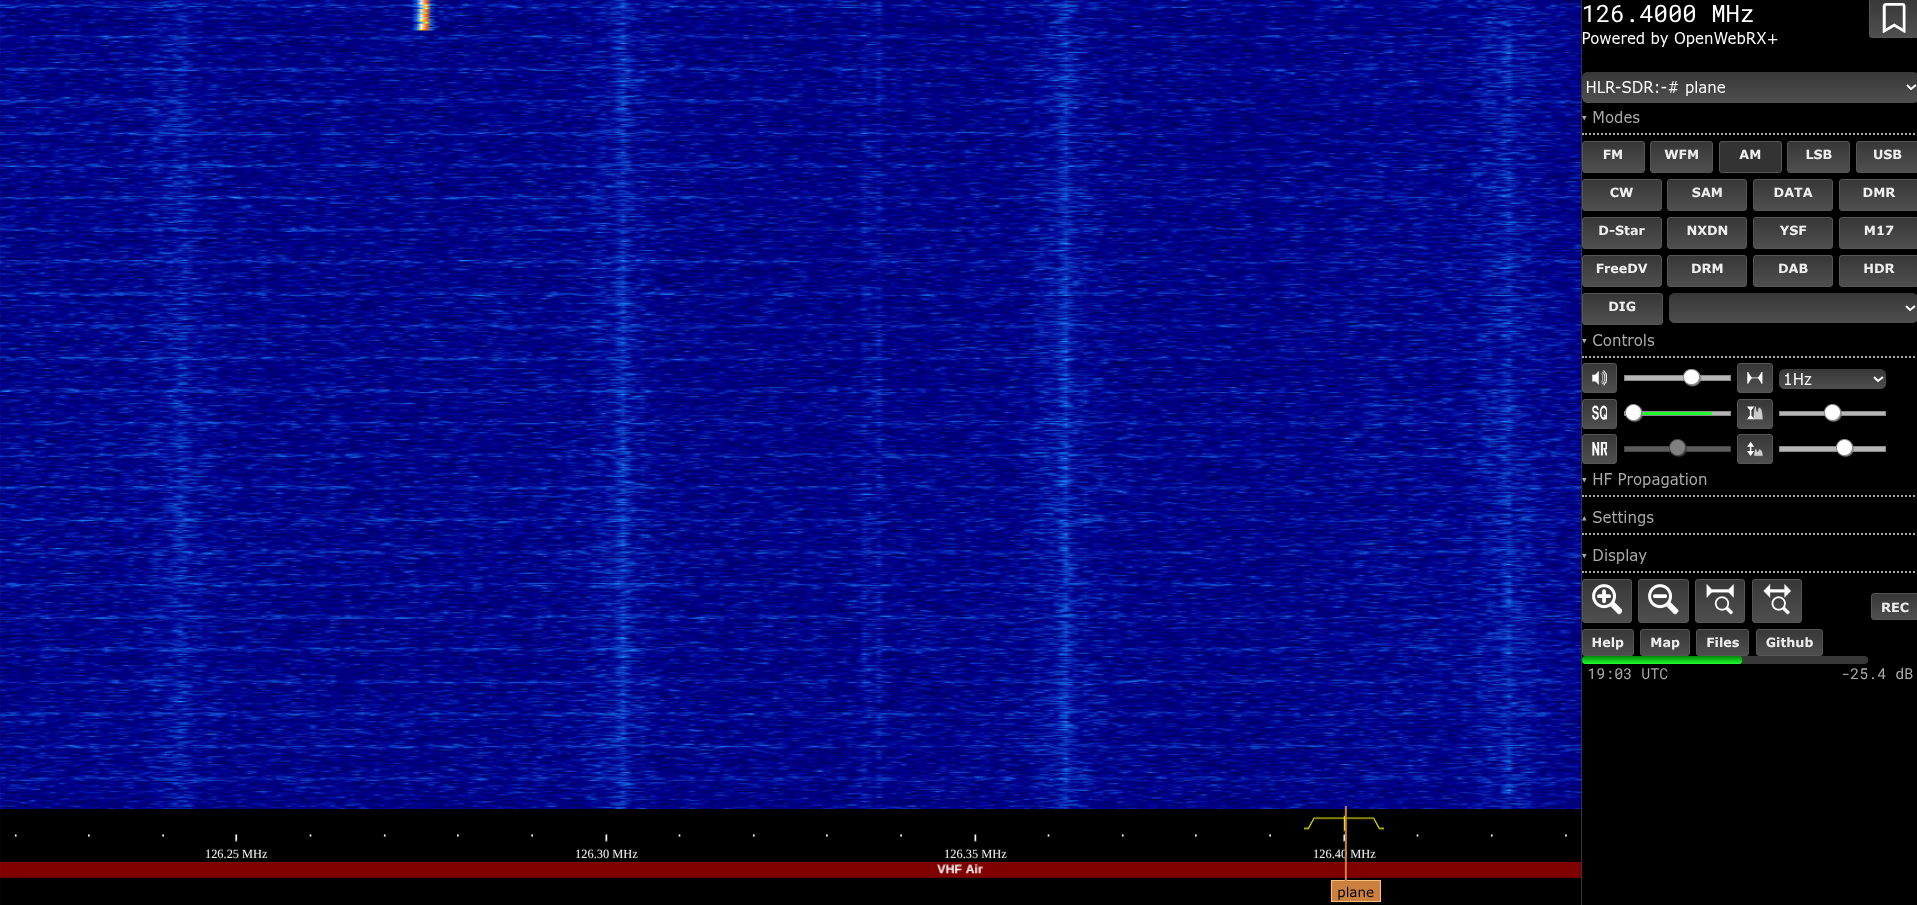 126.4000 MHz
Powered by OpenWebRX+
HLR-SDR:-# plane
Modes
FM WFM AM LSB USB
CW SAM DATA DMR
D-Star NXDN YSF M17
FreeDV DRM DAB HDR
DIG
Controls
1Hz
SQ
NR
HF Propagation
Settings
Display
REC
Help Map Files Github
19:03 UTC -25.4 dB
126.25 MHz 126.30 MHz 126.35 MHz 126.40 MHz
VHF Air
plane